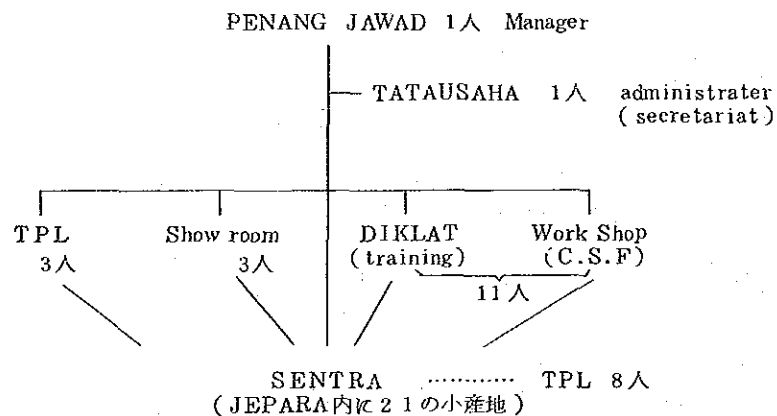 PENANG JAWAD 1人 Manager
TATAUSAHA 1人 administrater
(secretariat)
TPL Show room DIKLAT Work Shop
(training) (C.S.F)
3人 3人
11人
SENTRA ………… TPL 8人
(JEPARA内に21の小産地)